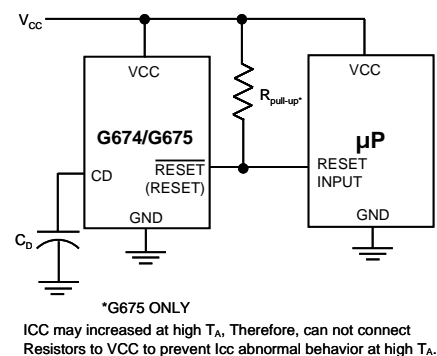 Vcc
VCC
Rpull-up*
VCC
G674/G675
µP
RESET
(RESET)
RESET
INPUT
CD
GND
GND
CD
*G675 ONLY
ICC may increased at high TA, Therefore, can not connect
Resistors to VCC to prevent Icc abnormal behavior at high TA.